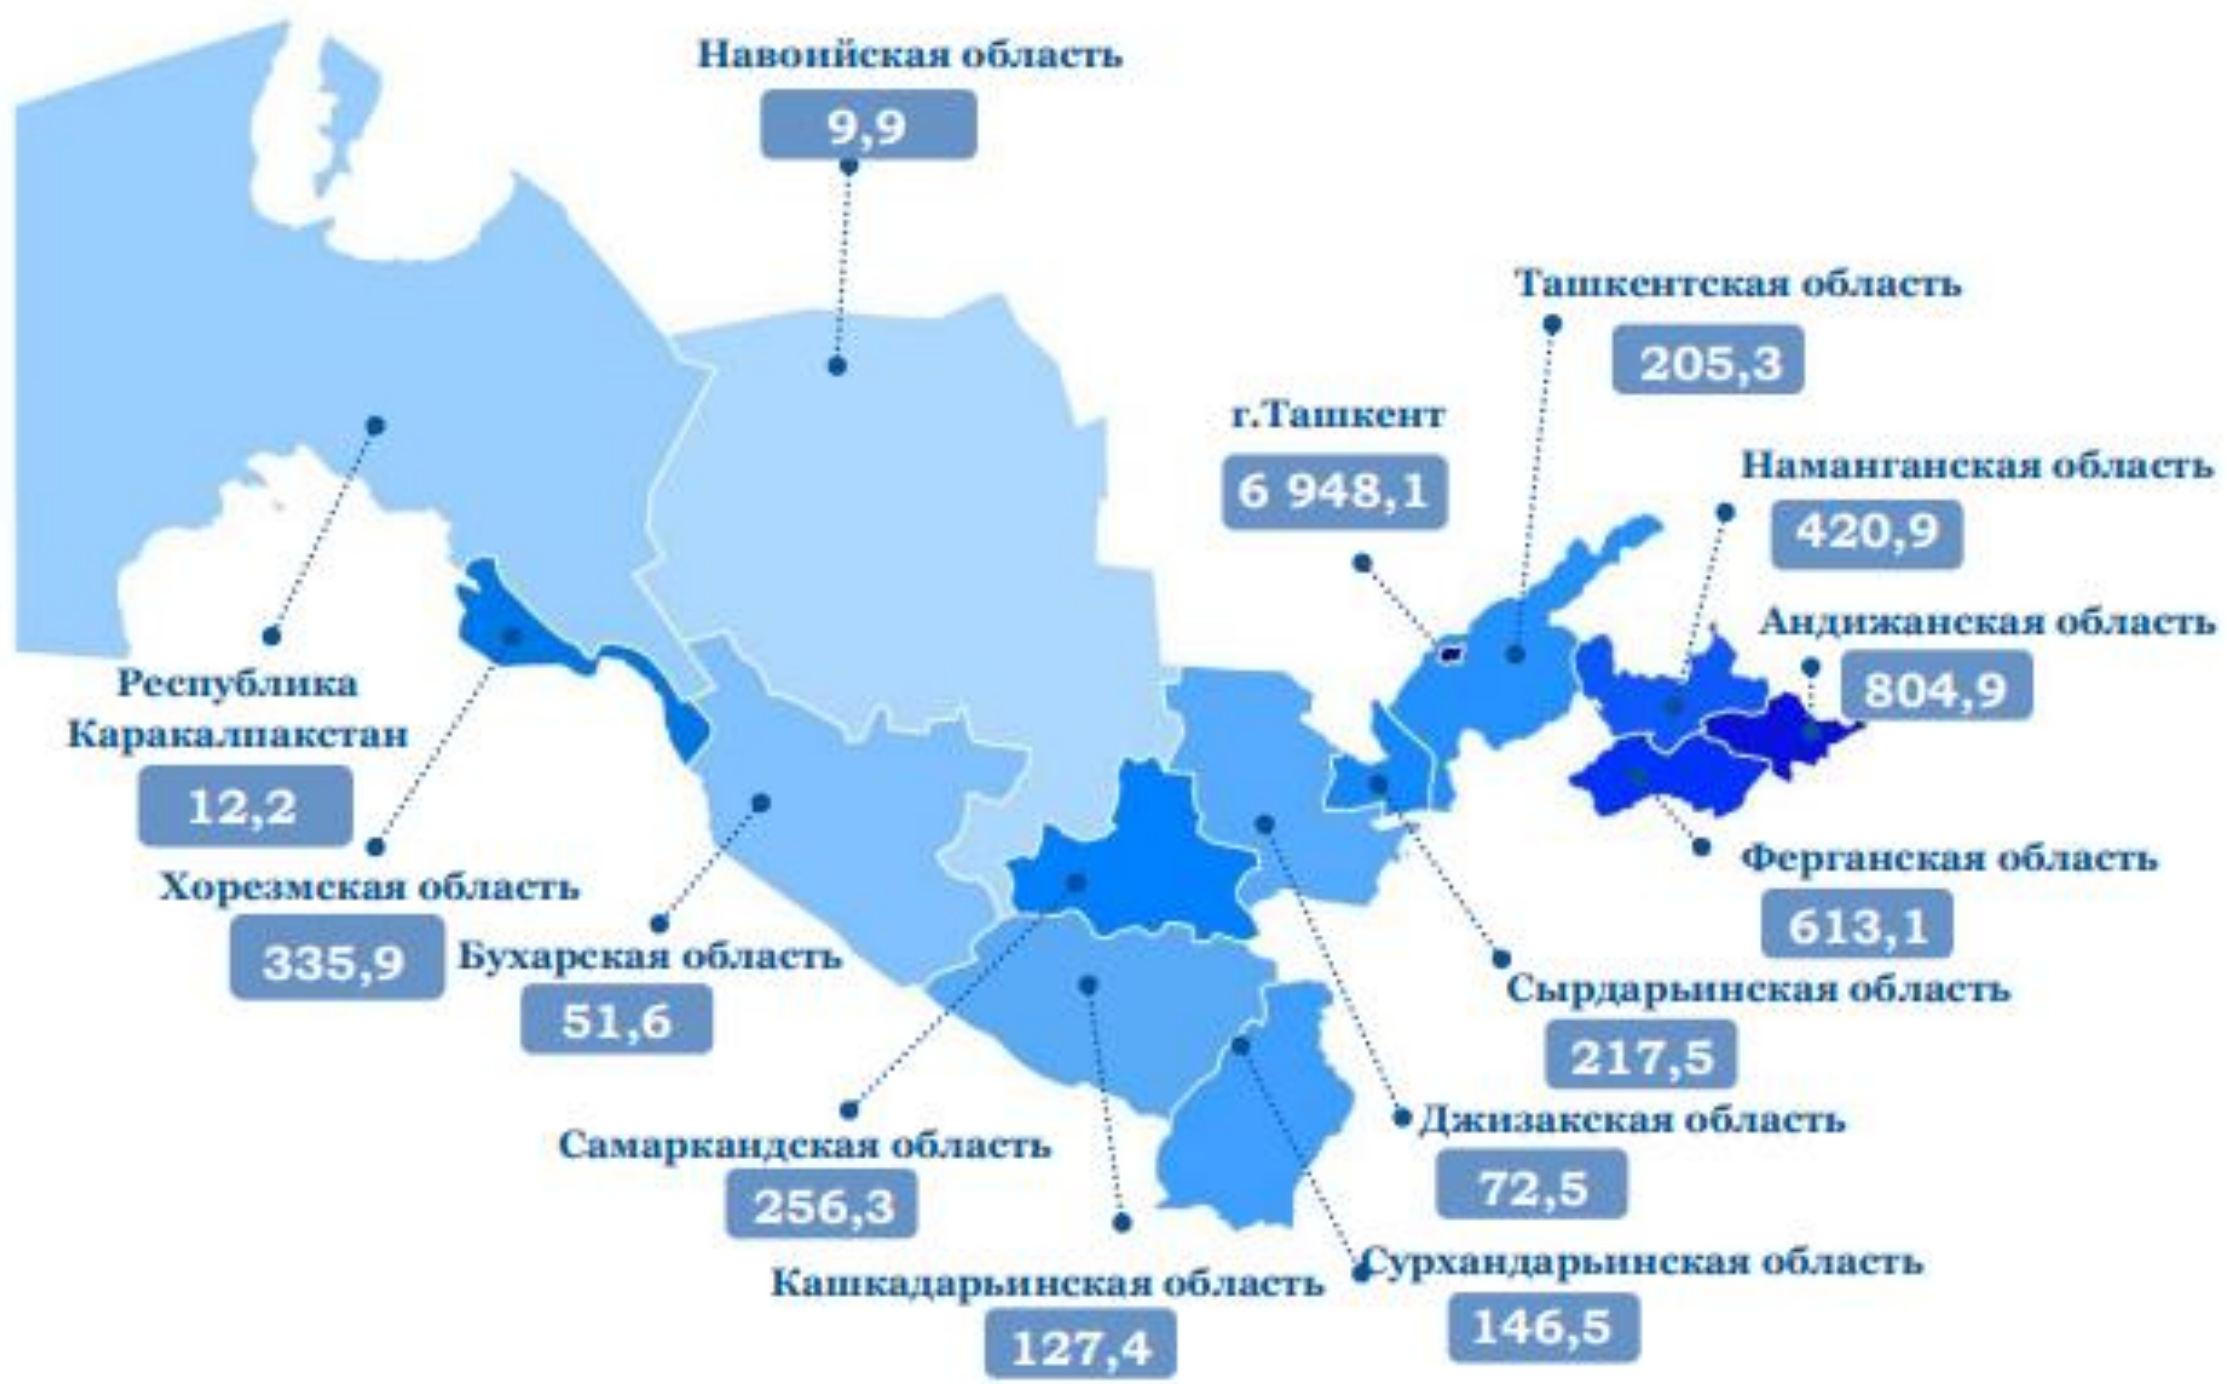 Навоийская область
9,9
Ташкентская область
205,3
г.Ташкент
6 948,1
Наманганская область
420,9
Андижанская область
804,9
Республика
Каракалпакстан
12,2
Хорезмская область
335,9
Бухарская область
51,6
Ферганская область
613,1
Сырдарьинская область
217,5
Самаркандская область
256,3
Джизакская область
72,5
Кашкадарьинская область
127,4
Сурхандарьинская область
146,5